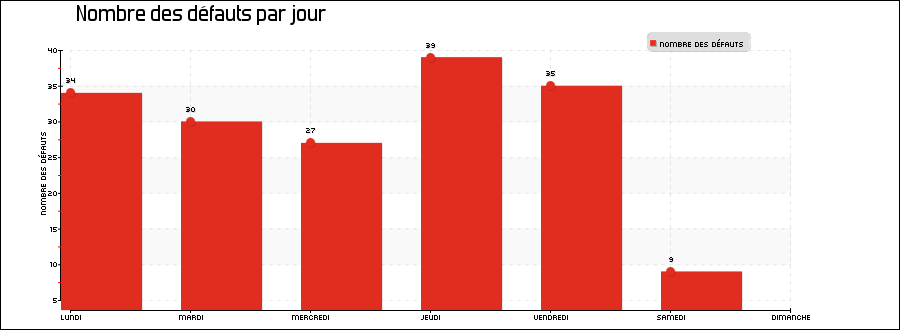 Nombre des défauts par jour
NOMBRE DES DÉFAUTS
NOMBRE DES DÉFAUTS
40
35
30
25
20
15
10
5
34
30
27
39
35
9
LUNDI
MARDI
MERCREDI
JEUDI
VENDREDI
SAMEDI
DIMANCHE